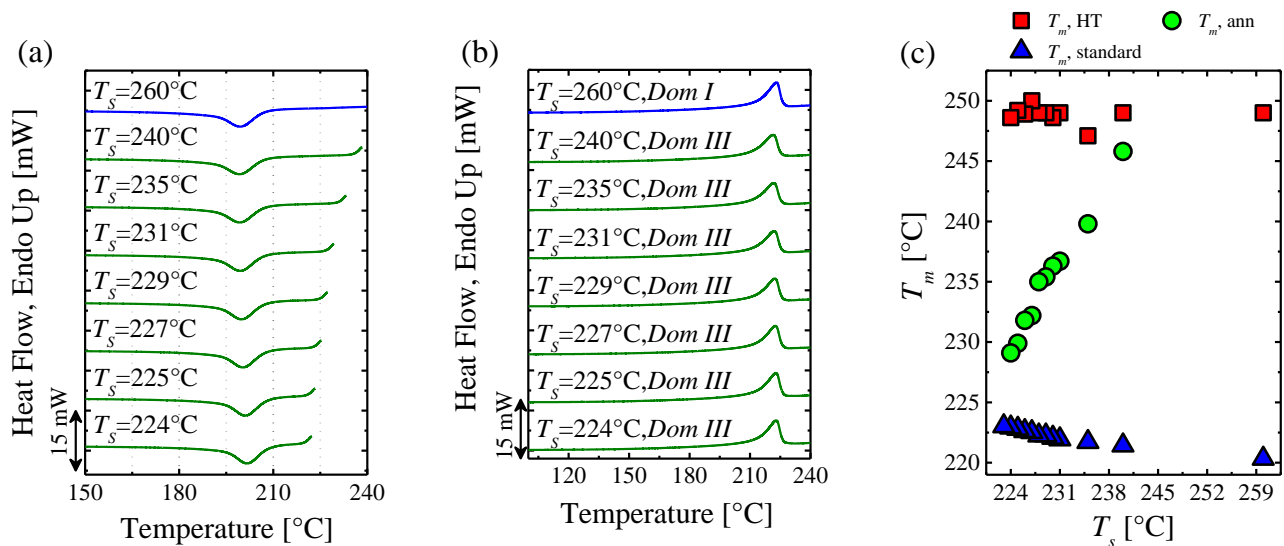 (a)
Heat Flow, Endo Up [mW]
T_S=260°C
T_S=240°C
T_S=235°C
T_S=231°C
T_S=229°C
T_S=227°C
T_S=225°C
T_S=224°C
15 mW
150 180 210 240
Temperature [°C]
(b)
Heat Flow, Endo Up [mW]
T_S=260°C, Dom I
T_S=240°C, Dom III
T_S=235°C, Dom III
T_S=231°C, Dom III
T_S=229°C, Dom III
T_S=227°C, Dom III
T_S=225°C, Dom III
T_S=224°C, Dom III
15 mW
120 150 180 210 240
Temperature [°C]
(c)
T_m, HT
T_m, ann
T_m, standard
T_m [°C]
250
245
240
235
230
225
220
224 231 238 245 252 259
T_s [°C]